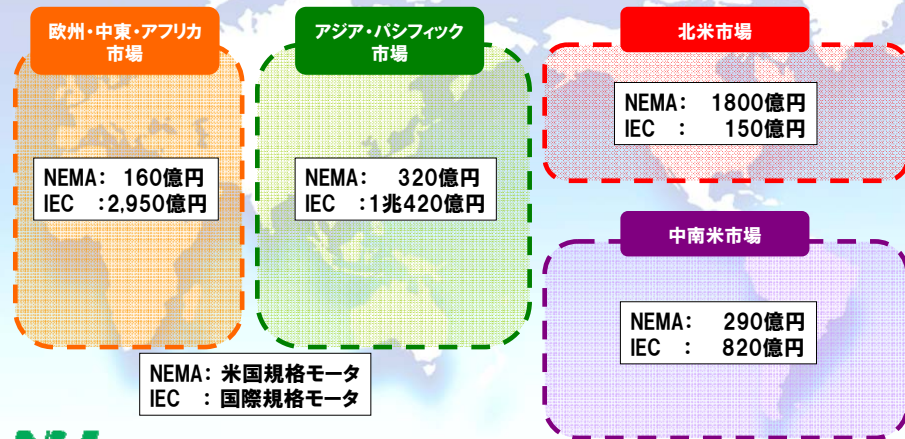 欧州・中東・アフリカ
市場
アジア・パシフィック
市場
北米市場
NEMA： 1800億円
IEC ： 150億円
NEMA： 160億円
IEC ：2,950億円
NEMA： 320億円
IEC ：1兆420億円
中南米市場
NEMA： 290億円
IEC ： 820億円
NEMA： 米国規格モータ
IEC ： 国際規格モータ